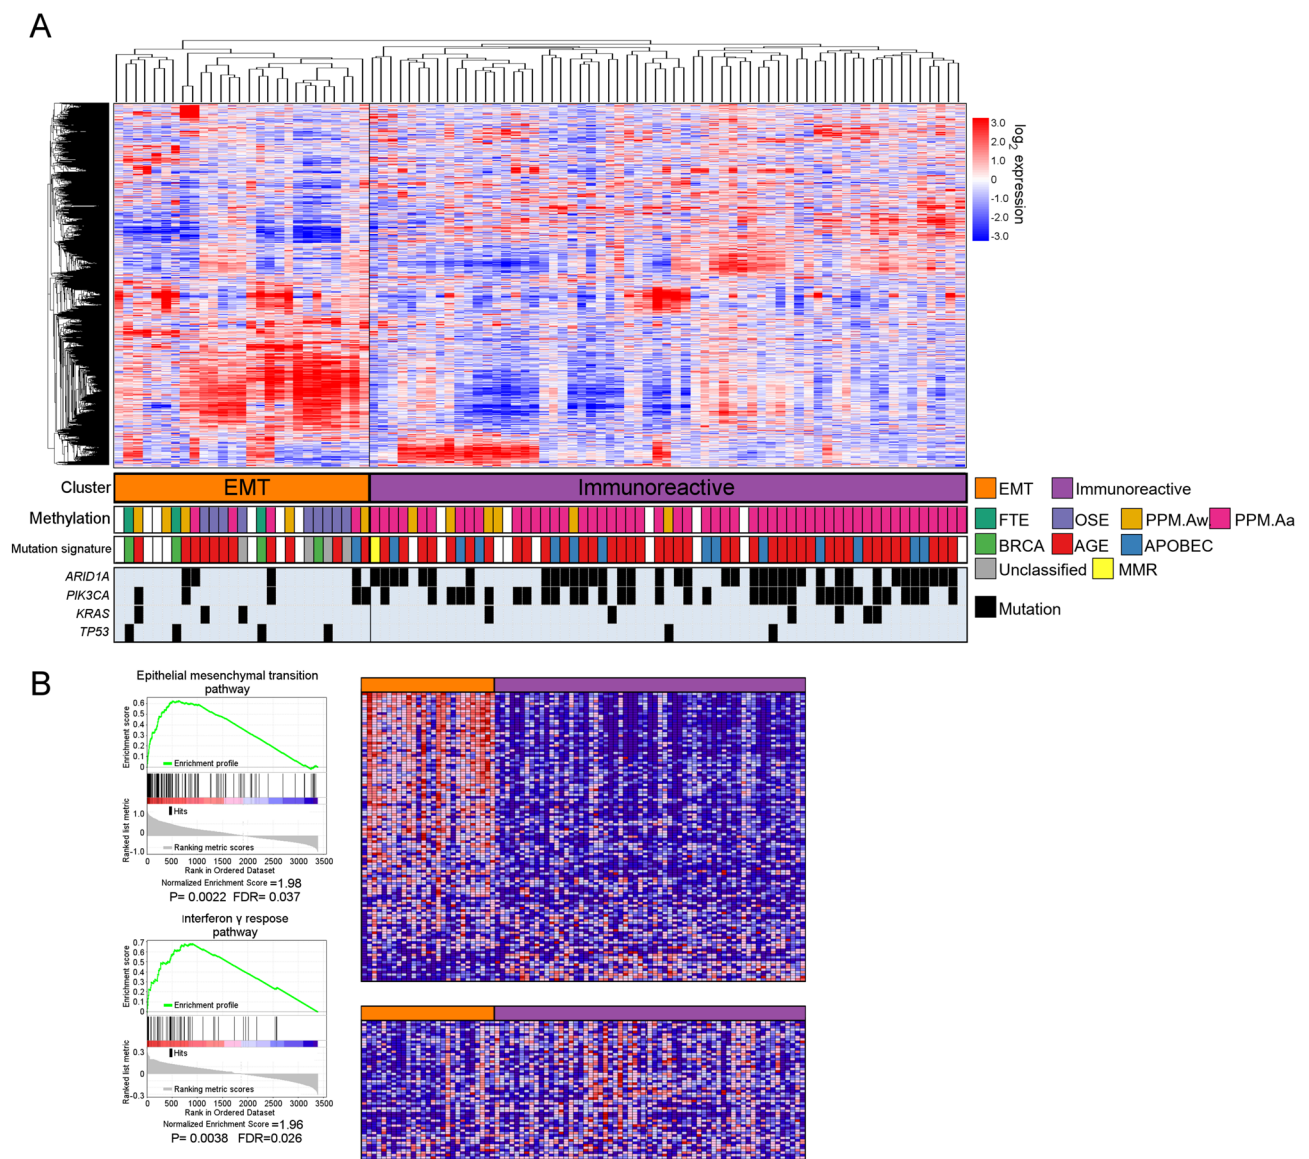 A
3.0
2.0
1.0
0
-1.0
-2.0
-3.0
log2 expression
Cluster
EMT
Immunoreactive
EMT
Immunoreactive
Methylation
FTE
OSE
PPM.Aw
PPM.Aa
Mutation signature
BRCA
AGE
APOBEC
Unclassified
MMR
ARID1A
PIK3CA
KRAS
TP53
Mutation
B
Epithelial mesenchymal transition
pathway
Enrichment score
0.6
0.5
0.4
0.3
0.2
0.1
0
Enrichment profile
Hits
Ranked list metric
1.0
0
-1.0
Ranking metric scores
0 500 1000 1500 2000 2500 3000 3500
Rank in Ordered Dataset
Normalized Enrichment Score =1.98
P= 0.0022 FDR= 0.037
Interferon γ respose
pathway
Enrichment score
0.7
0.6
0.5
0.4
0.3
0.2
0.1
0
Enrichment profile
Hits
Ranked list metric
0.3
0
-0.3
Ranking metric scores
0 500 1000 1500 2000 2500 3000 3500
Rank in Ordered Dataset
Normalized Enrichment Score =1.96
P= 0.0038 FDR=0.026